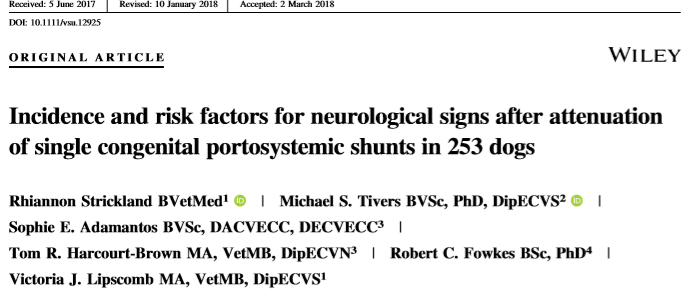 Received: 5 June 2017 | Revised: 10 January 2018 | Accepted: 2 March 2018
DOI: 10.1111/vsu.12925
ORIGINAL ARTICLE WILEY
Incidence and risk factors for neurological signs after attenuation
of single congenital portosystemic shunts in 253 dogs
Rhiannon Strickland BVetMed¹ iD | Michael S. Tivers BVSc, PhD, DipECVS² iD |
Sophie E. Adamantos BVSc, DACVECC, DECVECC³ |
Tom R. Harcourt-Brown MA, VetMB, DipECVN³ | Robert C. Fowkes BSc, PhD⁴ |
Victoria J. Lipscomb MA, VetMB, DipECVS¹